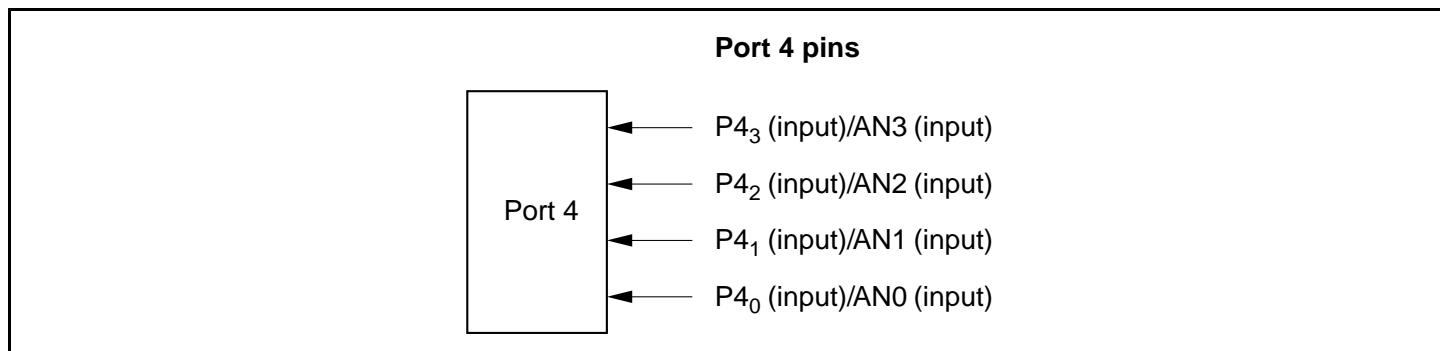 Port 4 pins
P4₃ (input)/AN3 (input)
P4₂ (input)/AN2 (input)
Port 4
P4₁ (input)/AN1 (input)
P4₀ (input)/AN0 (input)